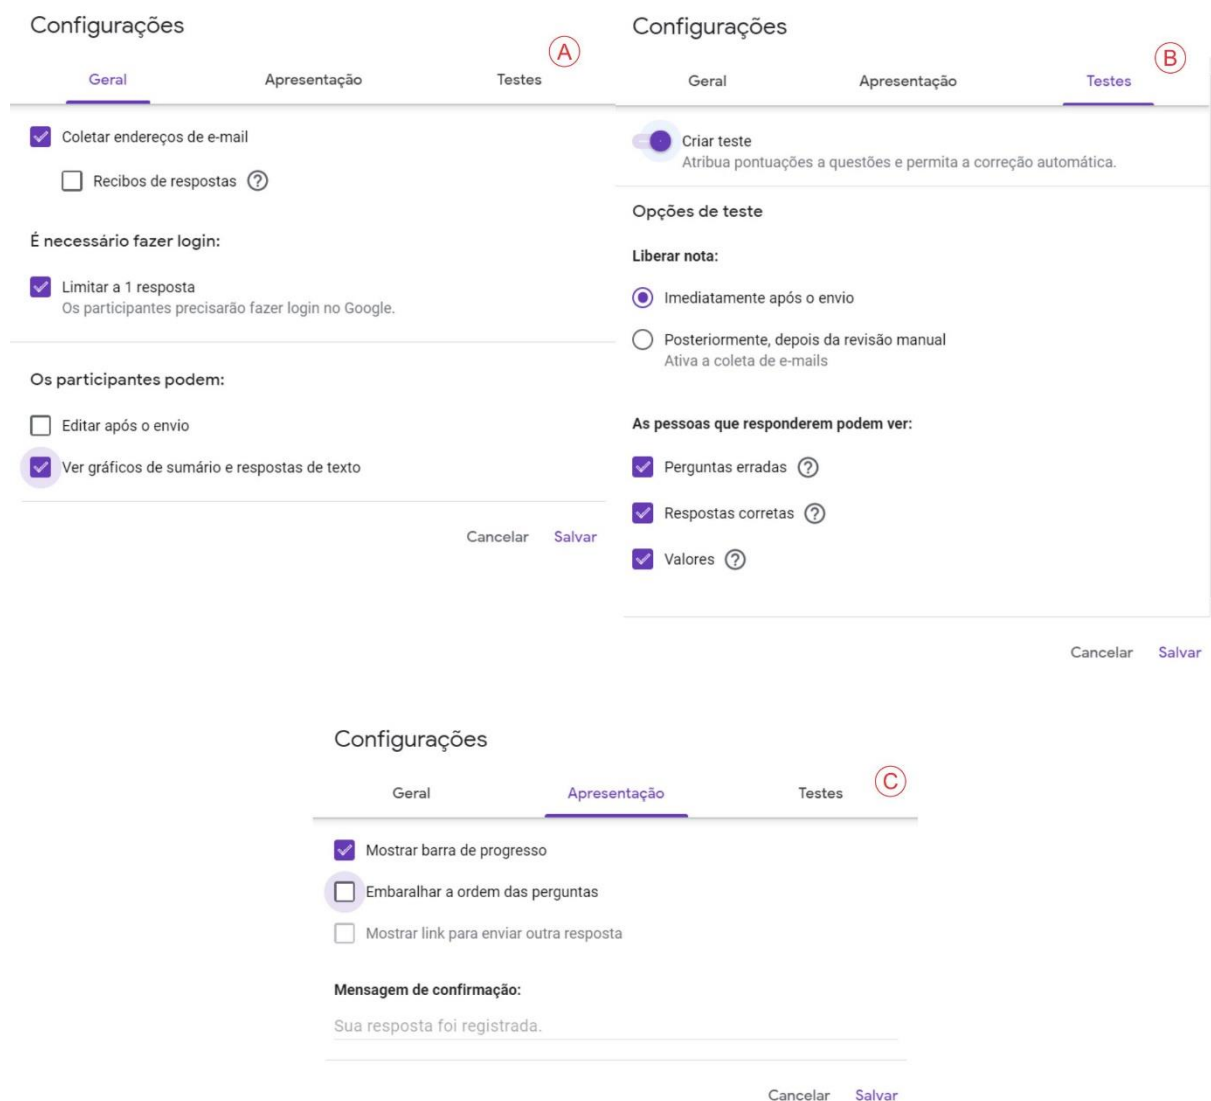 Configurações
A
Geral Apresentação Testes
Coletar endereços de e-mail
Recibos de respostas ?
É necessário fazer login:
Limitar a 1 resposta
Os participantes precisarão fazer login no Google.
Os participantes podem:
Editar após o envio
Ver gráficos de sumário e respostas de texto
Cancelar Salvar
Configurações
B
Geral Apresentação Testes
Criar teste
Atribua pontuações a questões e permita a correção automática.
Opções de teste
Liberar nota:
Imediatamente após o envio
Posteriormente, depois da revisão manual
Ativa a coleta de e-mails
As pessoas que responderem podem ver:
Perguntas erradas ?
Respostas corretas ?
Valores ?
Cancelar Salvar
Configurações
C
Geral Apresentação Testes
Mostrar barra de progresso
Embaralhar a ordem das perguntas
Mostrar link para enviar outra resposta
Mensagem de confirmação:
Sua resposta foi registrada.
Cancelar Salvar